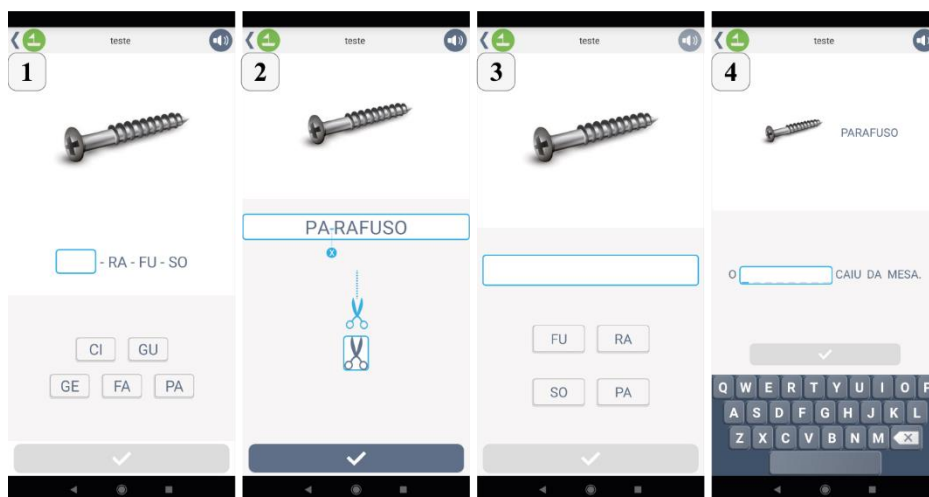 teste
1
- RA - FU - SO
CI GU
GE FA PA
teste
2
PA-RAFUSO
X
teste
3
FU RA
SO PA
teste
4
PARAFUSO
O _ _ _ _ _ _ _ _ CAIU DA MESA.
Q W E R T Y U I O P
A S D F G H J K L
Z X C V B N M X